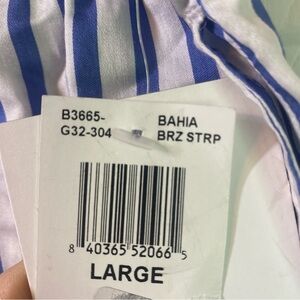 B3665-
G32-304
BAHIA
BRZ STRP
8 40365 52066 5
LARGE